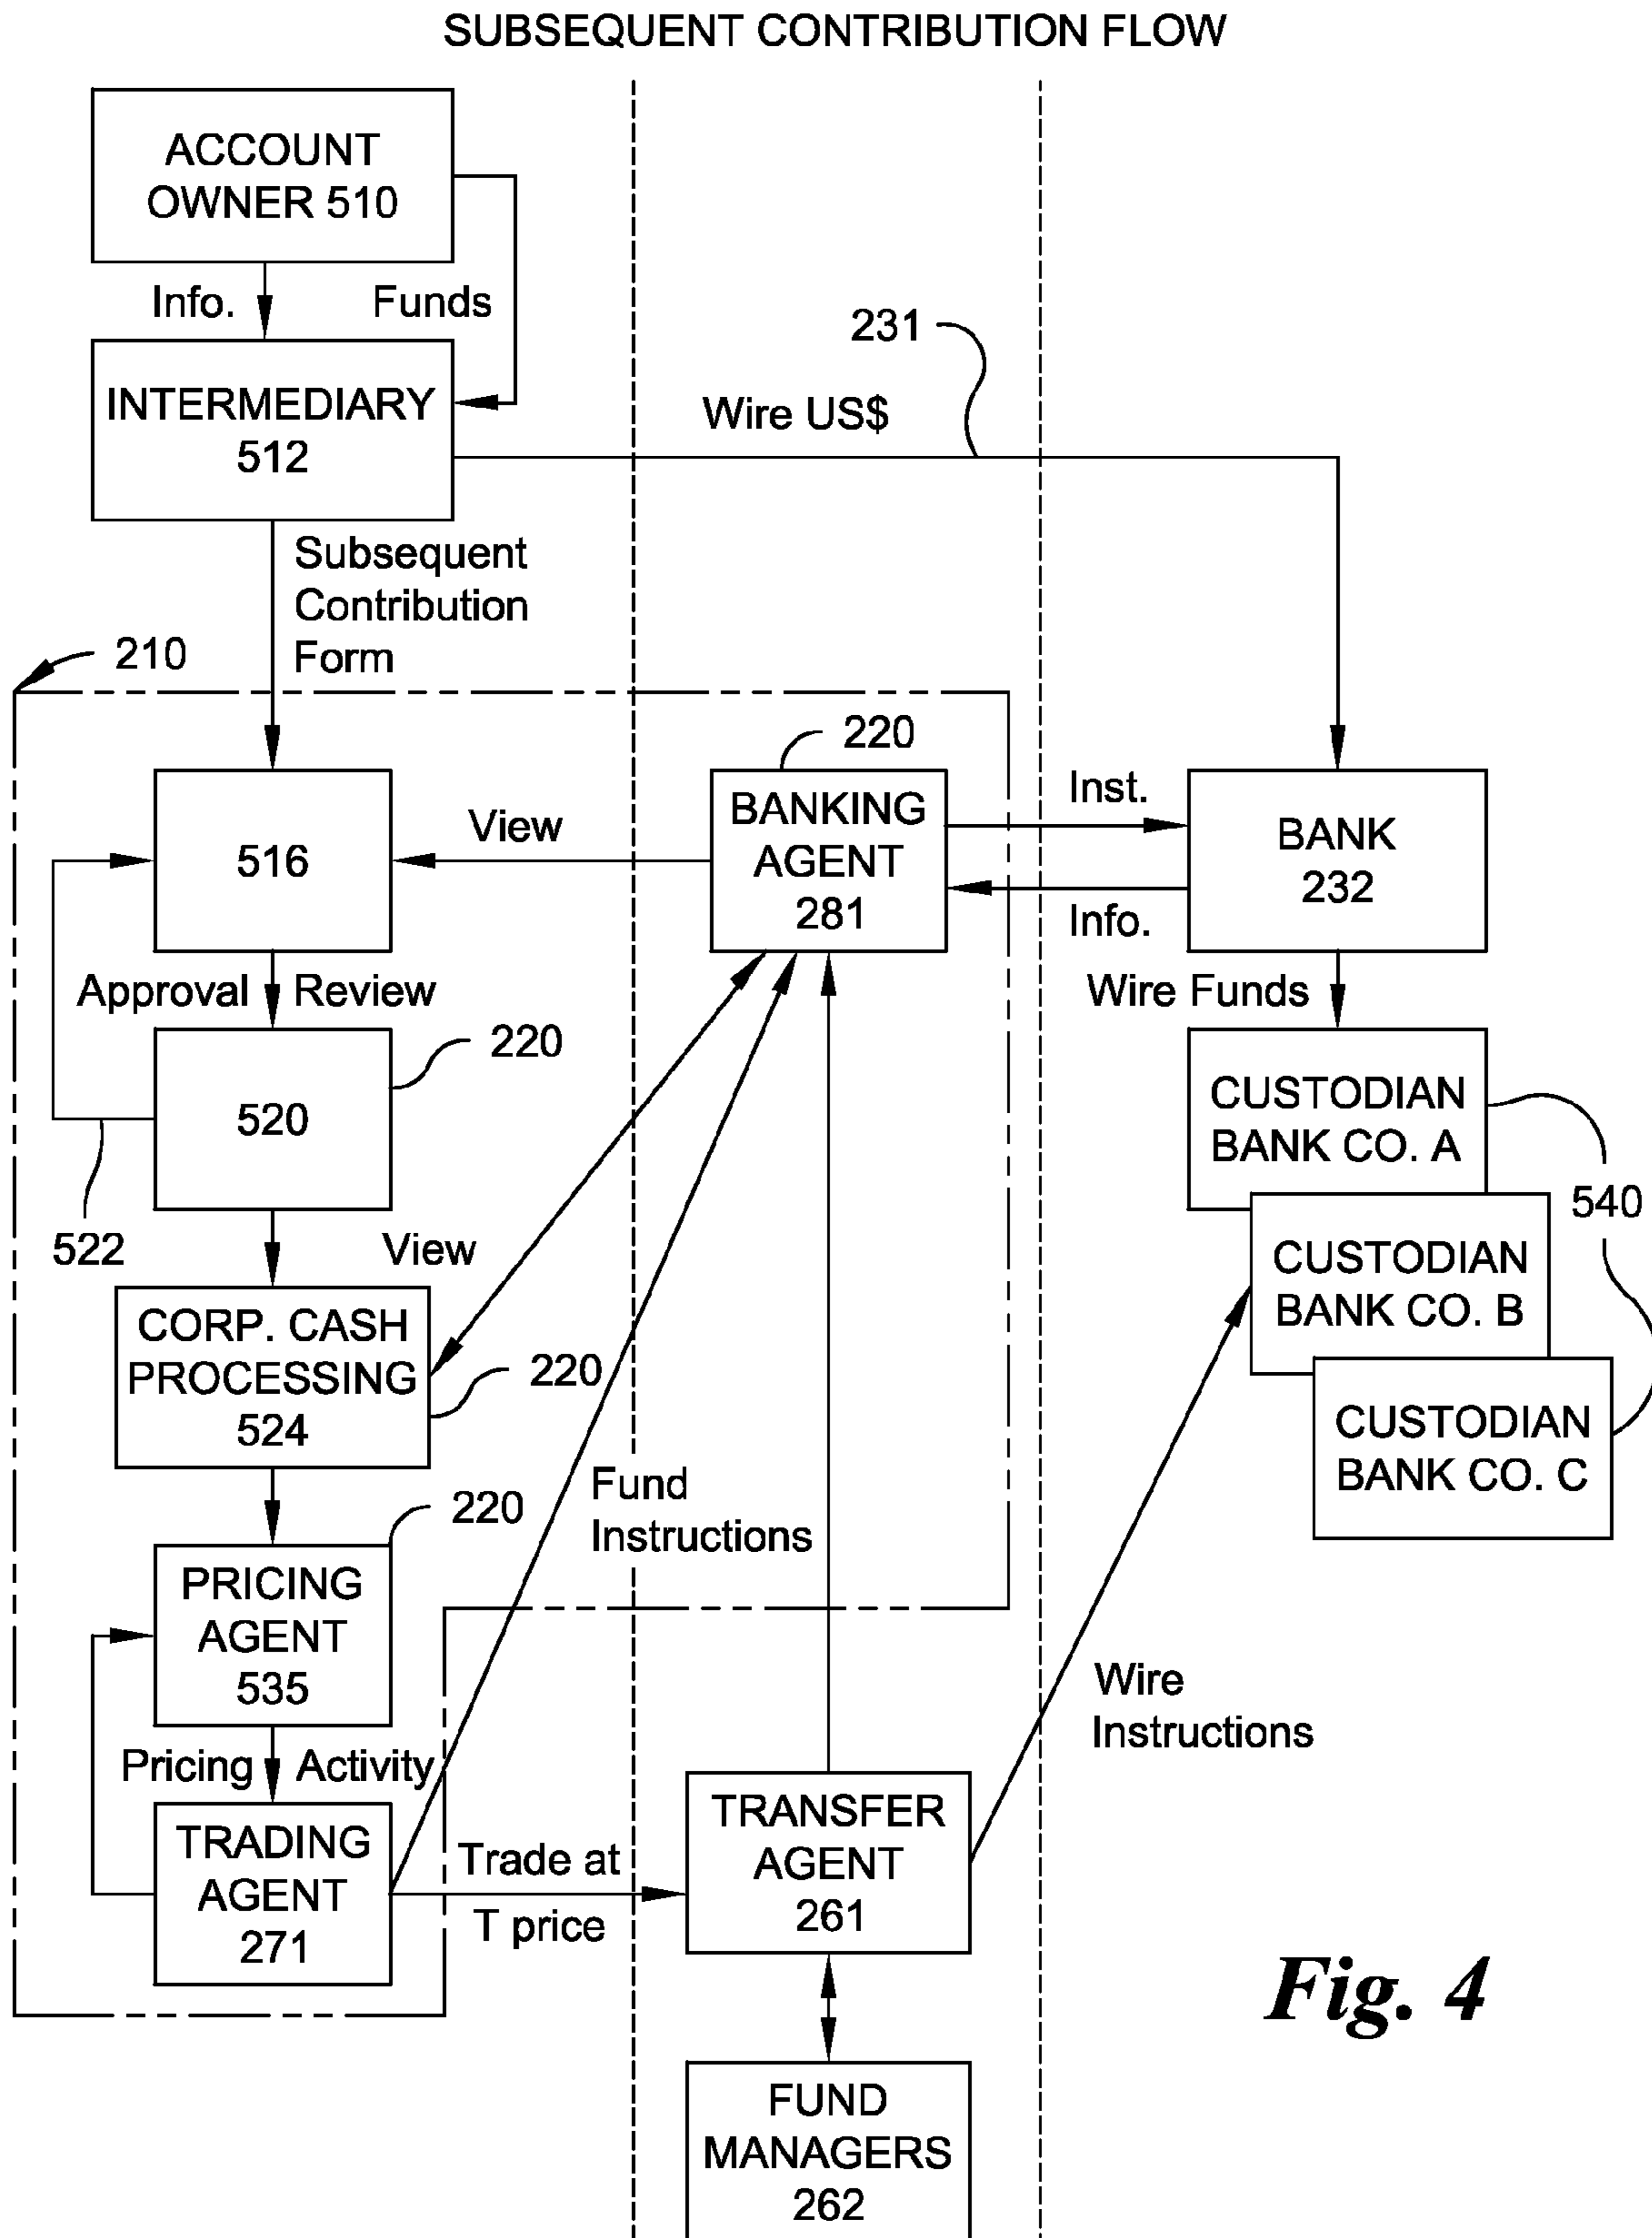 SUBSEQUENT CONTRIBUTION FLOW
ACCOUNT
OWNER 510
Info.
Funds
231
INTERMEDIARY
512
Wire US$
Subsequent
Contribution
Form
210
220
516
View
BANKING
AGENT
281
Inst.
Info.
BANK
232
Approval
Review
Wire Funds
520
220
522
View
CUSTODIAN
BANK CO. A
540
CUSTODIAN
BANK CO. B
CUSTODIAN
BANK CO. C
CORP. CASH
PROCESSING
524
220
Fund
Instructions
220
PRICING
AGENT
535
Wire
Instructions
Pricing
Activity
TRADING
AGENT
271
Trade at
T price
TRANSFER
AGENT
261
Fig. 4
FUND
MANAGERS
262